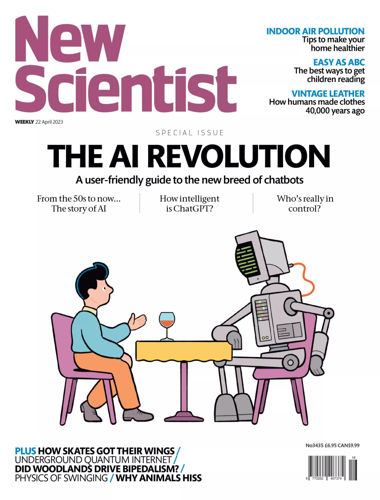 New
Scientist
WEEKLY 22 April 2023
INDOOR AIR POLLUTION
Tips to make your
home healthier
EASY AS ABC
The best ways to get
children reading
VINTAGE LEATHER
How humans made clothes
40,000 years ago
SPECIAL ISSUE
THE AI REVOLUTION
A user-friendly guide to the new breed of chatbots
From the 50s to now...
The story of AI
How intelligent
is ChatGPT?
Who's really in
control?
No3435 £6.95 CAN$9.99
PLUS HOW SKATES GOT THEIR WINGS /
UNDERGROUND QUANTUM INTERNET /
DID WOODLANDS DRIVE BIPEDALISM? /
PHYSICS OF SWINGING / WHY ANIMALS HISS